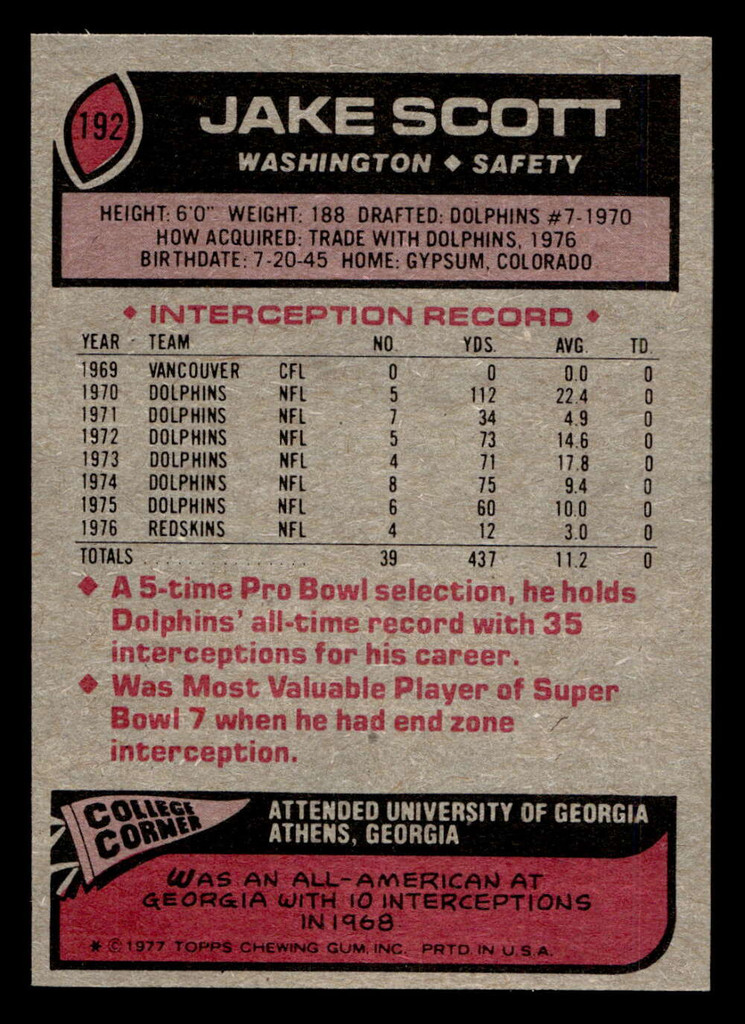 192
JAKE SCOTT
WASHINGTON ◆ SAFETY
HEIGHT: 6'0" WEIGHT: 188 DRAFTED: DOLPHINS #7-1970
HOW ACQUIRED: TRADE WITH DOLPHINS, 1976
BIRTHDATE: 7-20-45 HOME: GYPSUM, COLORADO
◆ INTERCEPTION RECORD ◆
YEAR TEAM NO. YDS. AVG. TD.
1969 VANCOUVER CFL 0 0 0.0 0
1970 DOLPHINS NFL 5 112 22.4 0
1971 DOLPHINS NFL 7 34 4.9 0
1972 DOLPHINS NFL 5 73 14.6 0
1973 DOLPHINS NFL 4 71 17.8 0
1974 DOLPHINS NFL 8 75 9.4 0
1975 DOLPHINS NFL 6 60 10.0 0
1976 REDSKINS NFL 4 12 3.0 0
TOTALS . . . . . . . . . . . . . . 39 437 11.2 0
◆ A 5-time Pro Bowl selection, he holds
Dolphins' all-time record with 35
interceptions for his career.
◆ Was Most Valuable Player of Super
Bowl 7 when he had end zone
interception.
COLLEGE
CORNER
ATTENDED UNIVERSITY OF GEORGIA
ATHENS, GEORGIA
WAS AN ALL-AMERICAN AT
GEORGIA WITH 10 INTERCEPTIONS
IN 1968
* © 1977 TOPPS CHEWING GUM, INC. PRTD. IN U.S.A.